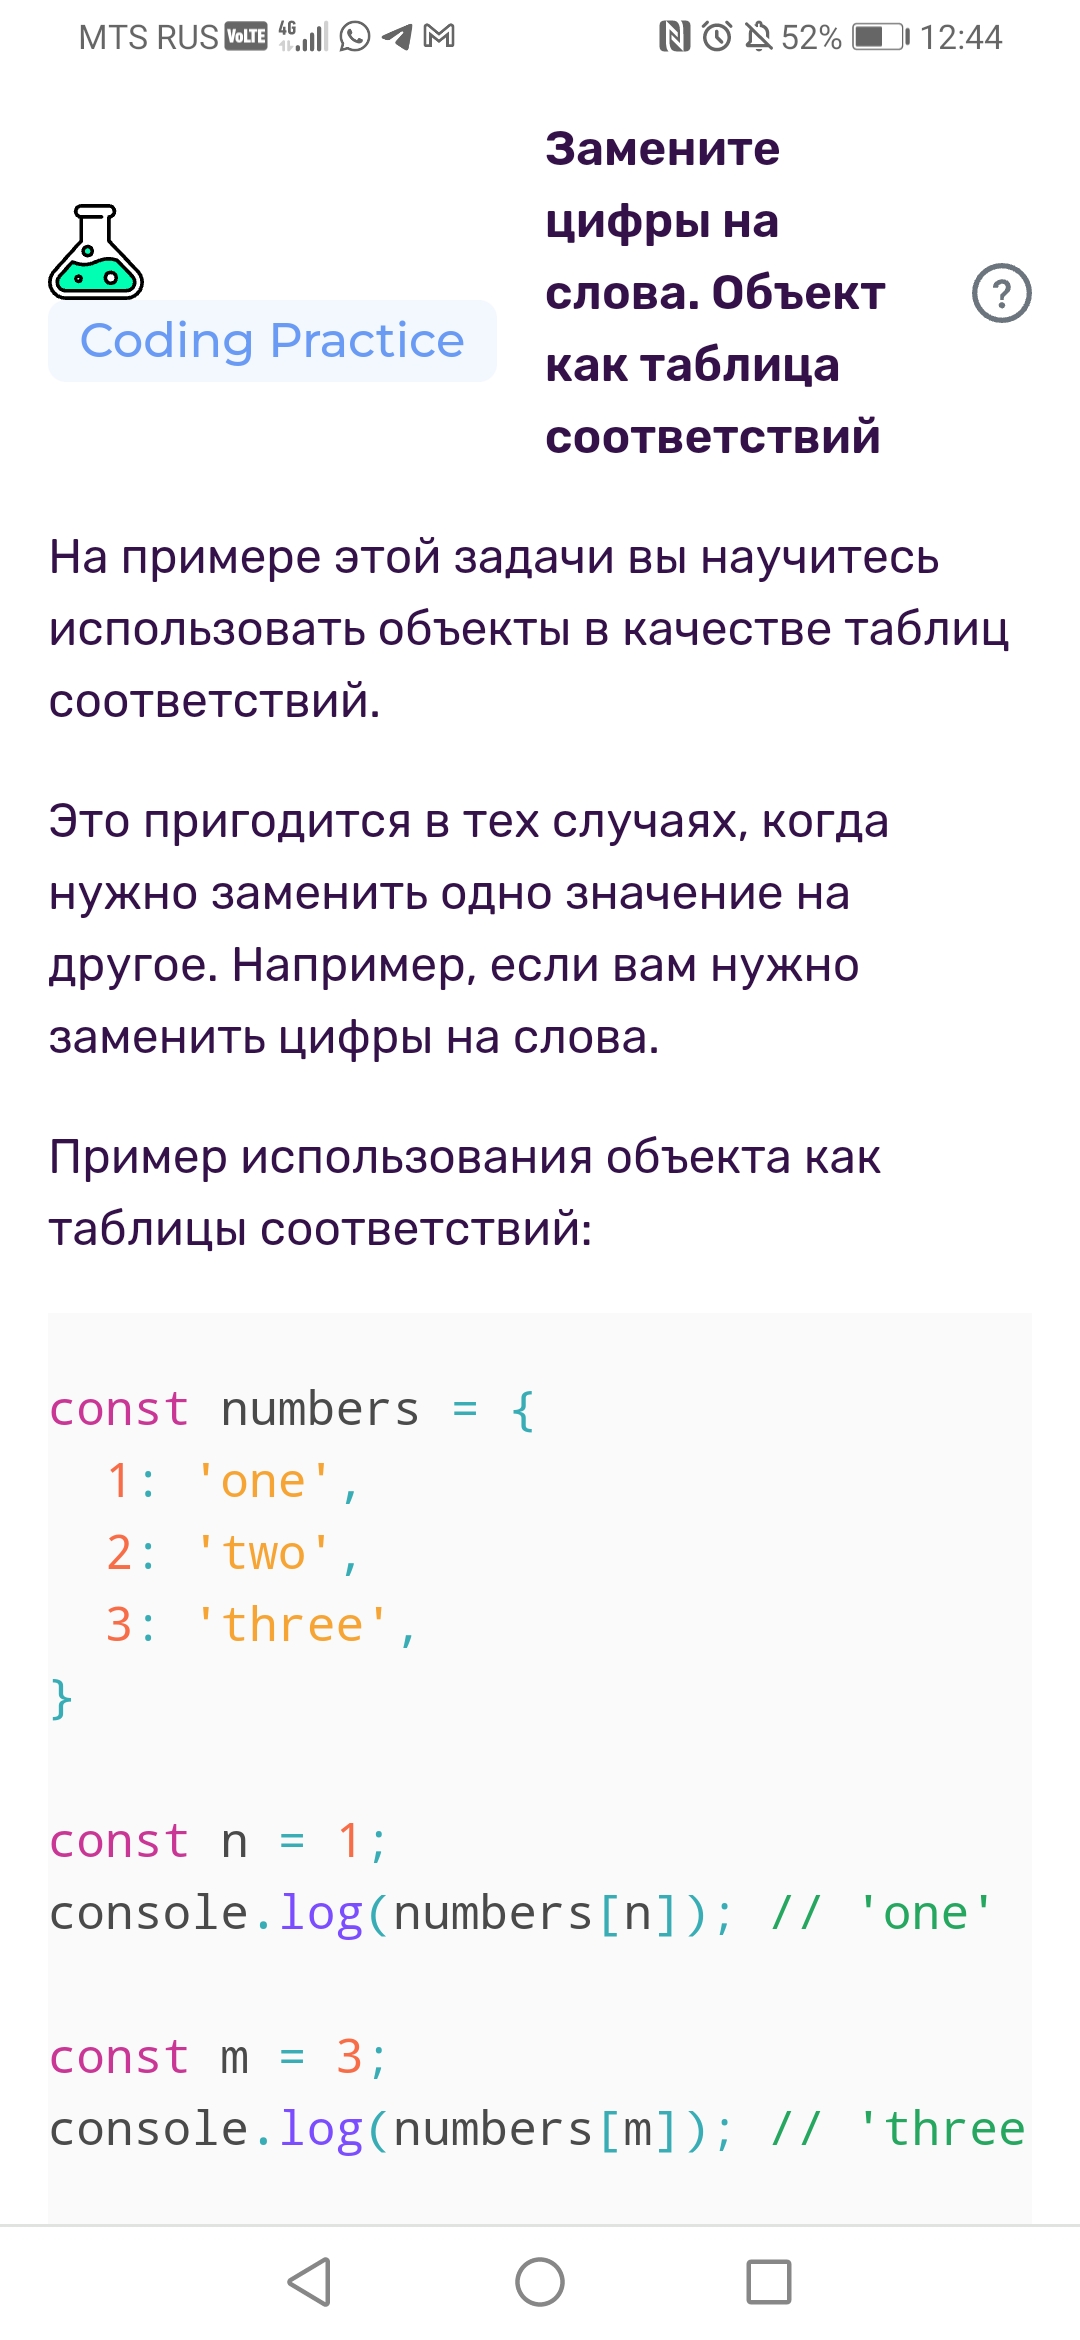 MTS RUS VoLTE 4G 52% 12:44
Coding Practice
Замените
цифры на
слова. Объект
как таблица
соответствий
?
На примере этой задачи вы научитесь
использовать объекты в качестве таблиц
соответствий.
Это пригодится в тех случаях, когда
нужно заменить одно значение на
другое. Например, если вам нужно
заменить цифры на слова.
Пример использования объекта как
таблицы соответствий:
const numbers = {
  1: 'one',
  2: 'two',
  3: 'three',
}
const n = 1;
console.log(numbers[n]); // 'one'
const m = 3;
console.log(numbers[m]); // 'three